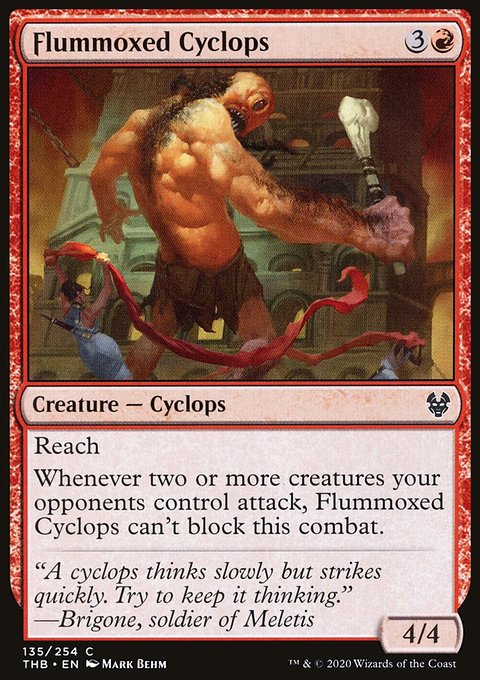 Flummoxed Cyclops 3
Creature — Cyclops
Reach
Whenever two or more creatures your
opponents control attack, Flummoxed
Cyclops can't block this combat.
"A cyclops thinks slowly but strikes
quickly. Try to keep it thinking."
—Brigone, soldier of Meletis
4/4
135/254 C
THB • EN Mark Behm
™ & © 2020 Wizards of the Coast